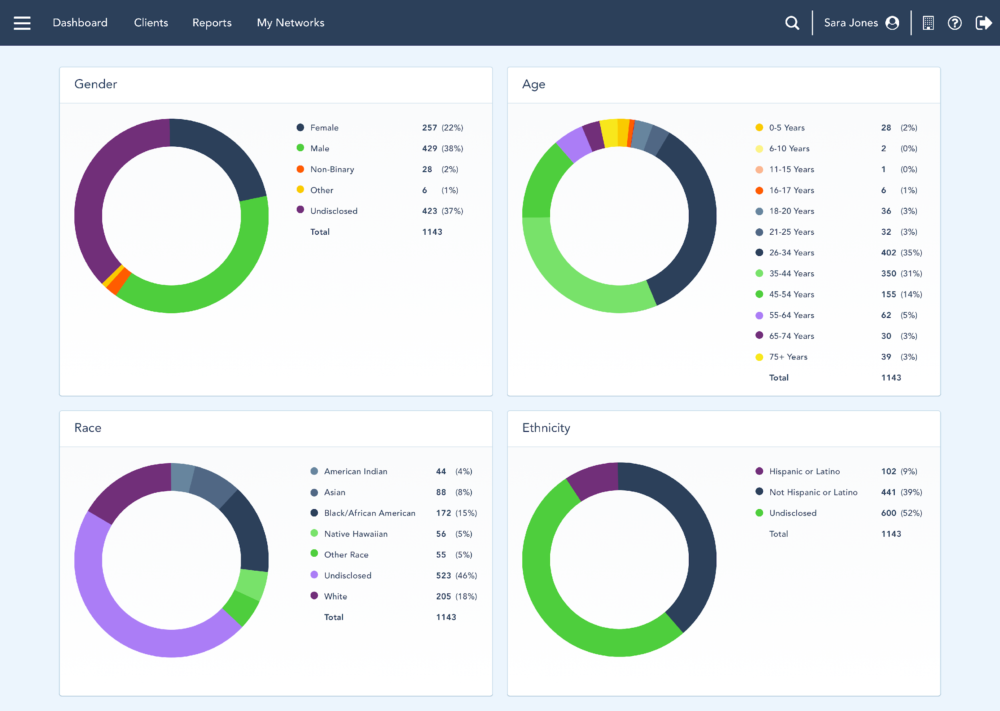 Dashboard Clients Reports My Networks Sara Jones
Gender
Female 257 (22%)
Male 429 (38%)
Non-Binary 28 (2%)
Other 6 (1%)
Undisclosed 423 (37%)
Total 1143
Age
0-5 Years 28 (2%)
6-10 Years 2 (0%)
11-15 Years 1 (0%)
16-17 Years 6 (1%)
18-20 Years 36 (3%)
21-25 Years 32 (3%)
26-34 Years 402 (35%)
35-44 Years 350 (31%)
45-54 Years 155 (14%)
55-64 Years 62 (5%)
65-74 Years 30 (3%)
75+ Years 39 (3%)
Total 1143
Race
American Indian 44 (4%)
Asian 88 (8%)
Black/African American 172 (15%)
Native Hawaiian 56 (5%)
Other Race 55 (5%)
Undisclosed 523 (46%)
White 205 (18%)
Total 1143
Ethnicity
Hispanic or Latino 102 (9%)
Not Hispanic or Latino 441 (39%)
Undisclosed 600 (52%)
Total 1143